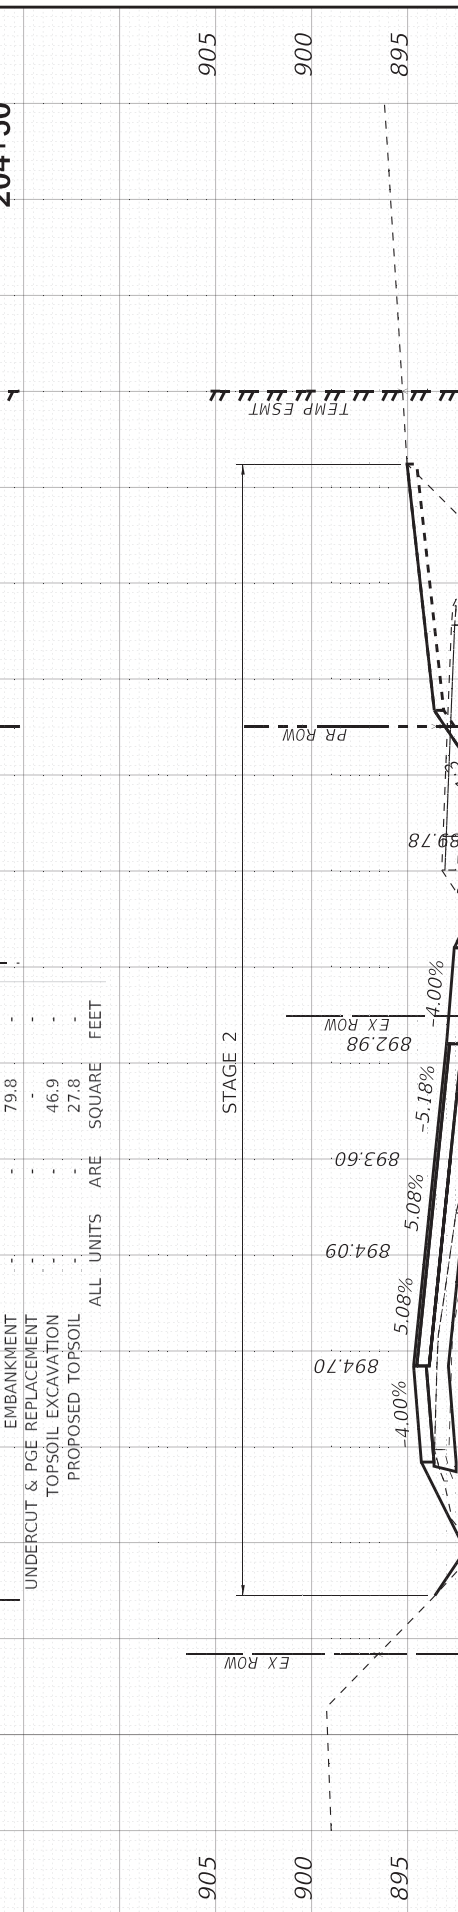 905
900
895
TEMP ESMT
PR ROW
EX ROW
STAGE 2
892.98
893.60
894.09
894.70
-4.00%
-5.18%
5.08%
5.08%
-4.00%
EX ROW
EMBANKMENT - 79.8 -
UNDERCUT & PGE REPLACEMENT - - -
TOPSOIL EXCAVATION - 46.9 -
PROPOSED TOPSOIL - 27.8 -
ALL UNITS ARE SQUARE FEET
905
900
895